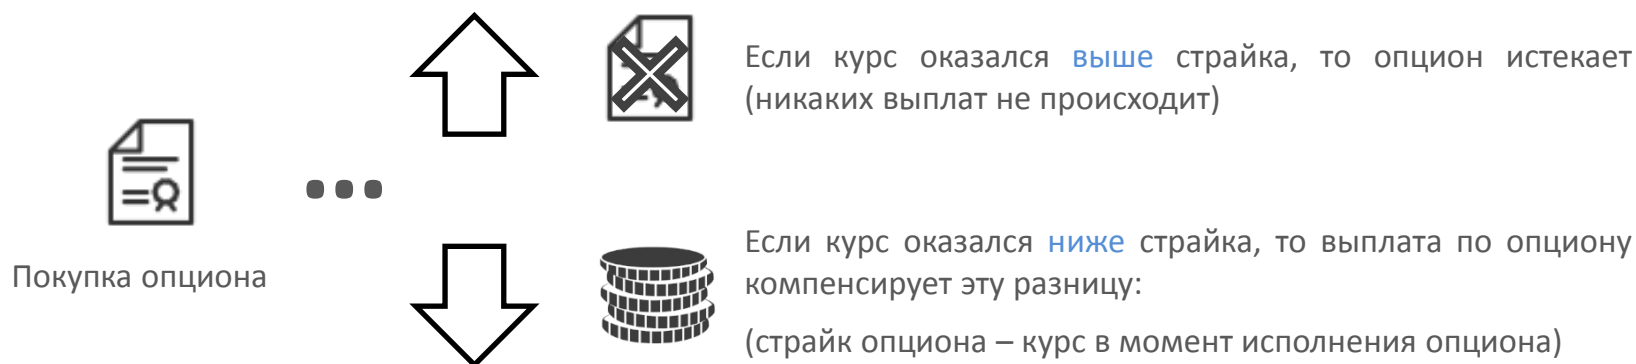 Если курс оказался выше страйка, то опцион истекает
(никаких выплат не происходит)
Покупка опциона
Если курс оказался ниже страйка, то выплата по опциону
компенсирует эту разницу:
(страйк опциона – курс в момент исполнения опциона)